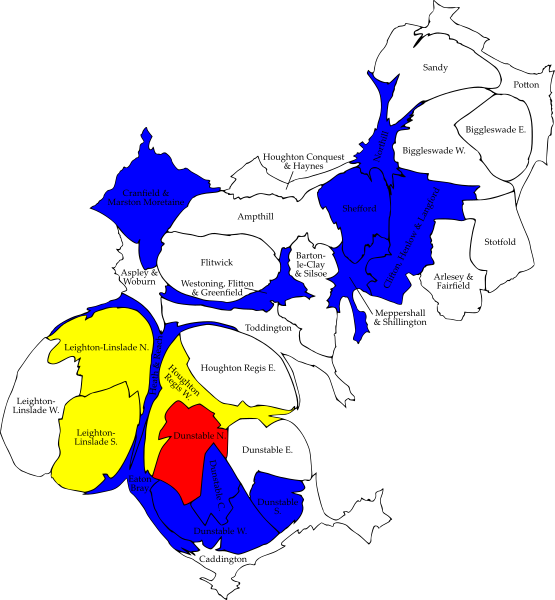 Sandy
Potton
Biggleswade E.
Biggleswade W.
Northill
Houghton Conquest
& Haynes
Cranfield &
Marston Moretaine
Shefford
Ampthill
Clifton, Henlow & Langford
Stotfold
Flitwick
Barton-
le-Clay
& Silsoe
Aspley &
Woburn
Westoning, Flitton
& Greenfield
Arlesey &
Fairfield
Meppershall
& Shillington
Toddington
Leighton-Linslade N.
Houghton Regis E.
Houghton
Regis W.
Leighton-
Linslade W.
Leighton-
Linslade S.
Dunstable N.
Dunstable E.
Dunstable C.
Dunstable
S.
Dunstable W.
Caddington